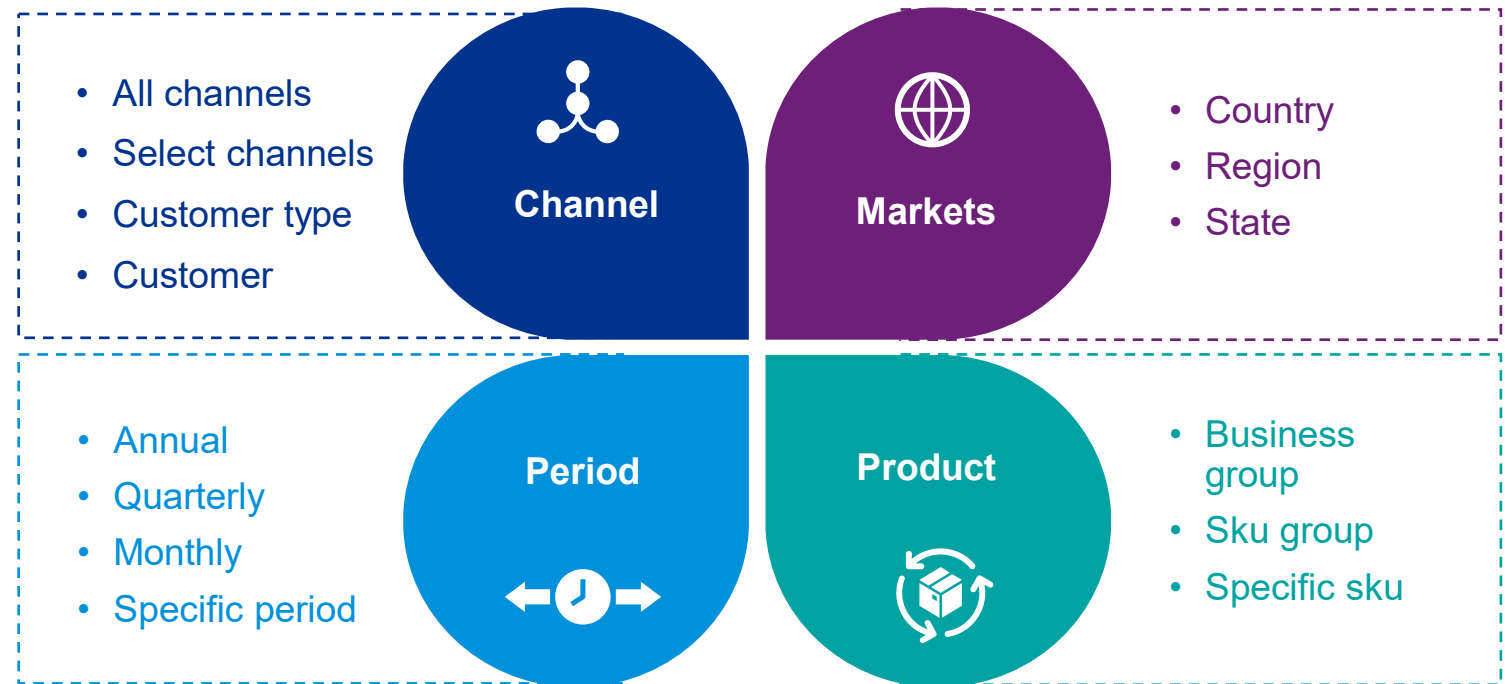 • All channels
• Select channels
• Customer type
• Customer
Channel
Markets
• Country
• Region
• State
• Annual
• Quarterly
• Monthly
• Specific period
Period
Product
• Business
group
• Sku group
• Specific sku